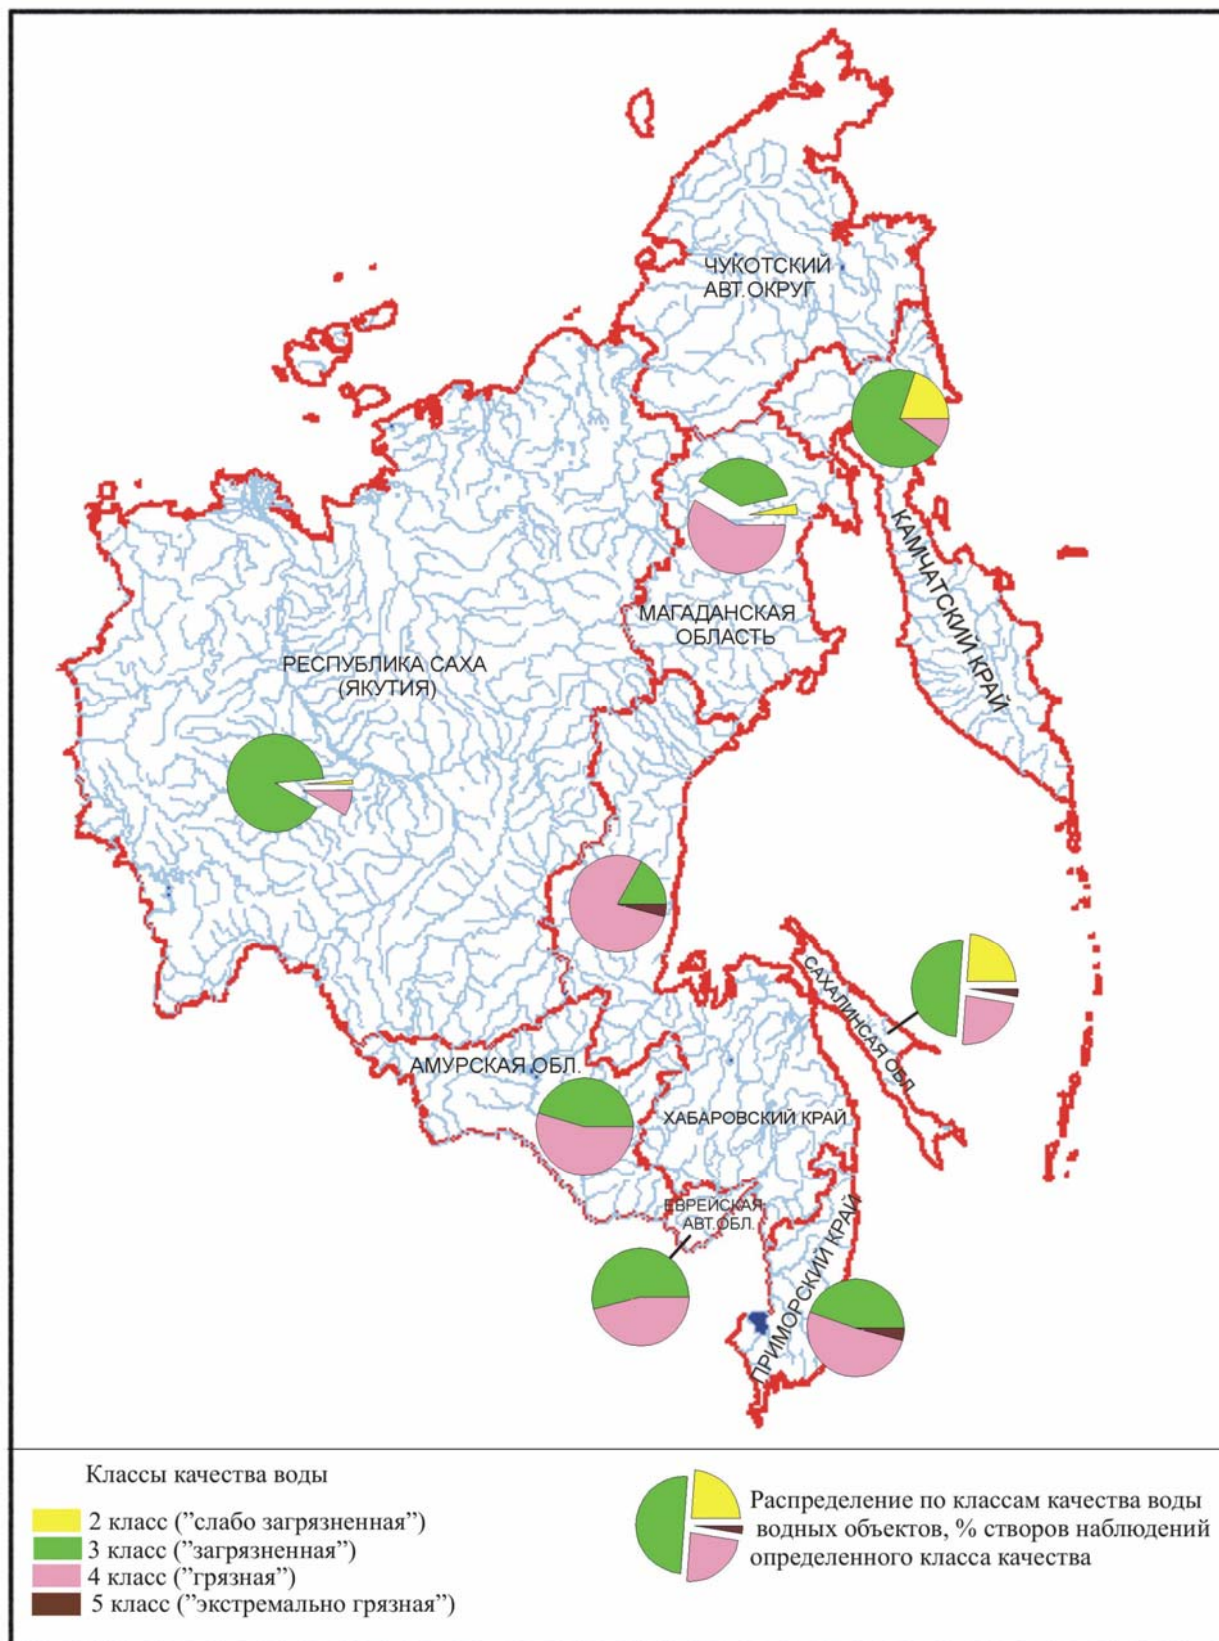 ЧУКОТСКИЙ
АВТ.ОКРУГ
КАМЧАТСКИЙ КРАЙ
МАГАДАНСКАЯ
ОБЛАСТЬ
РЕСПУБЛИКА САХА
(ЯКУТИЯ)
САХАЛИНСАЯ ОБЛ.
АМУРСКАЯ ОБЛ.
ХАБАРОВСКИЙ КРАЙ
ЕВРЕЙСКАЯ
АВТ.ОБЛ.
ПРИМОРСКИЙ КРАЙ
Классы качества воды
2 класс (”слабо загрязненная”)
3 класс (”загрязненная”)
4 класс (”грязная”)
5 класс (”экстремально грязная”)
Распределение по классам качества воды
водных объектов, % створов наблюдений
определенного класса качества